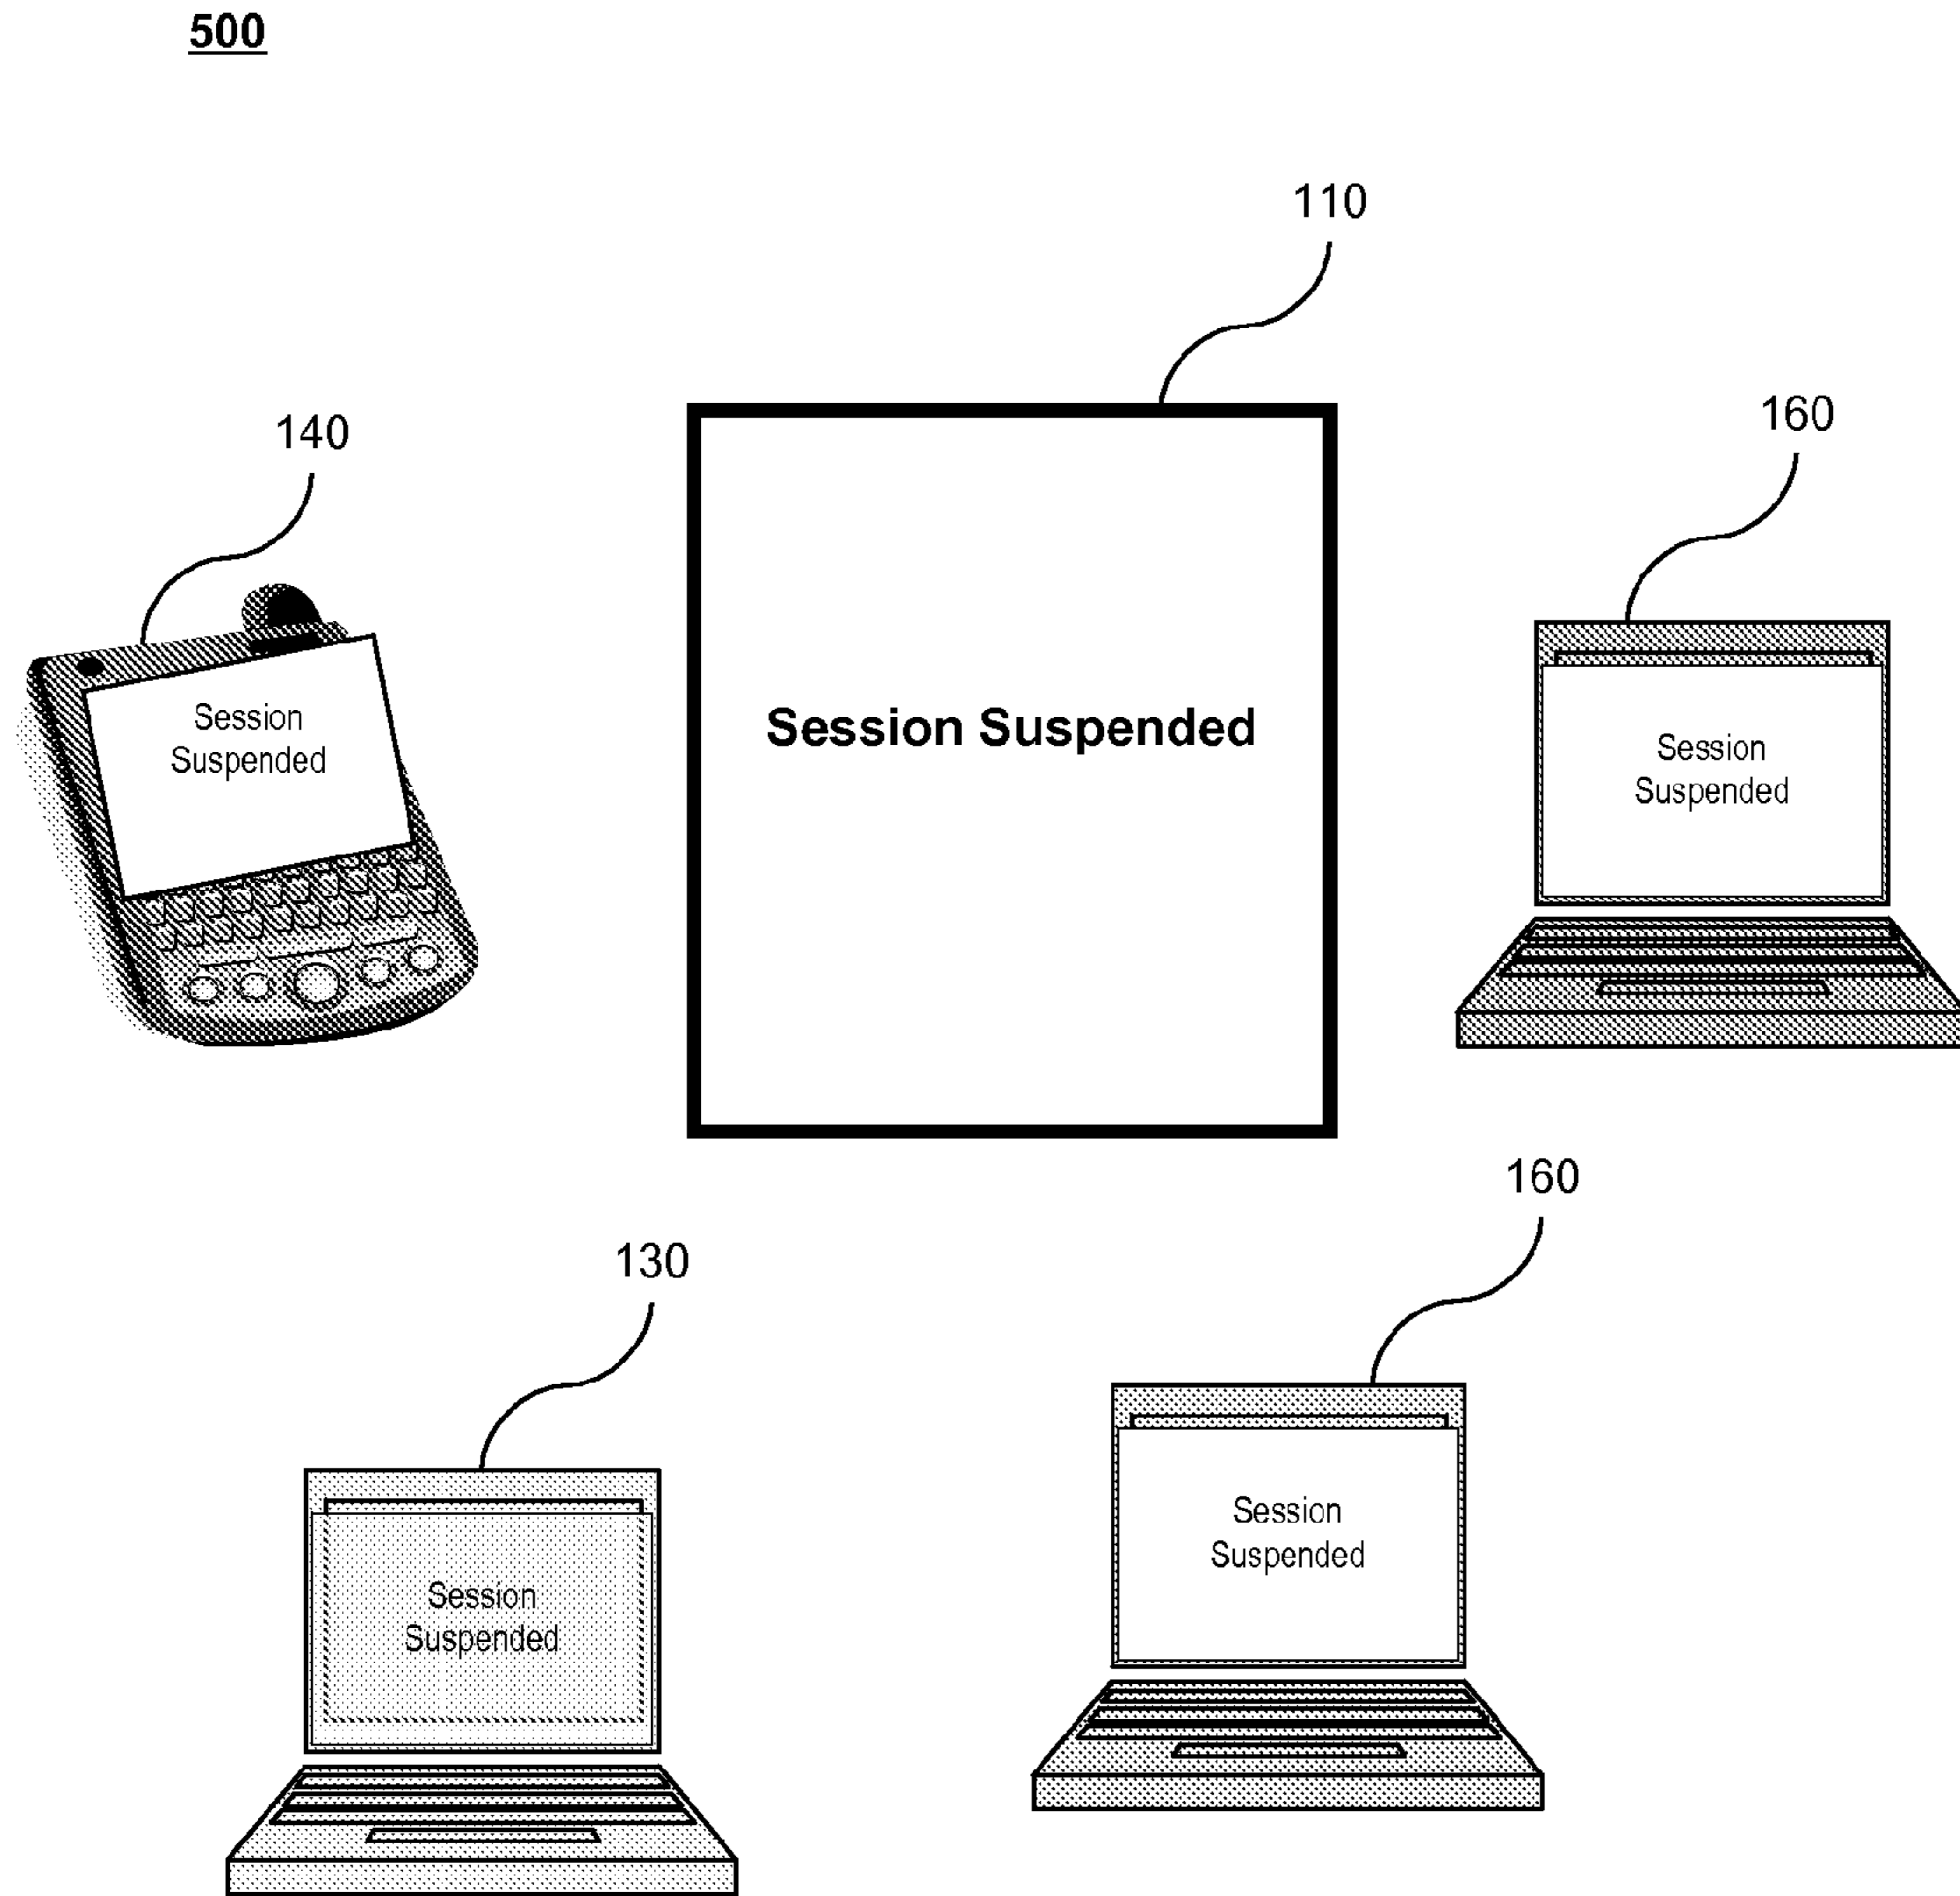 500
110
140
160
Session
Suspended
Session Suspended
Session
Suspended
160
130
Session
Suspended
Session
Suspended